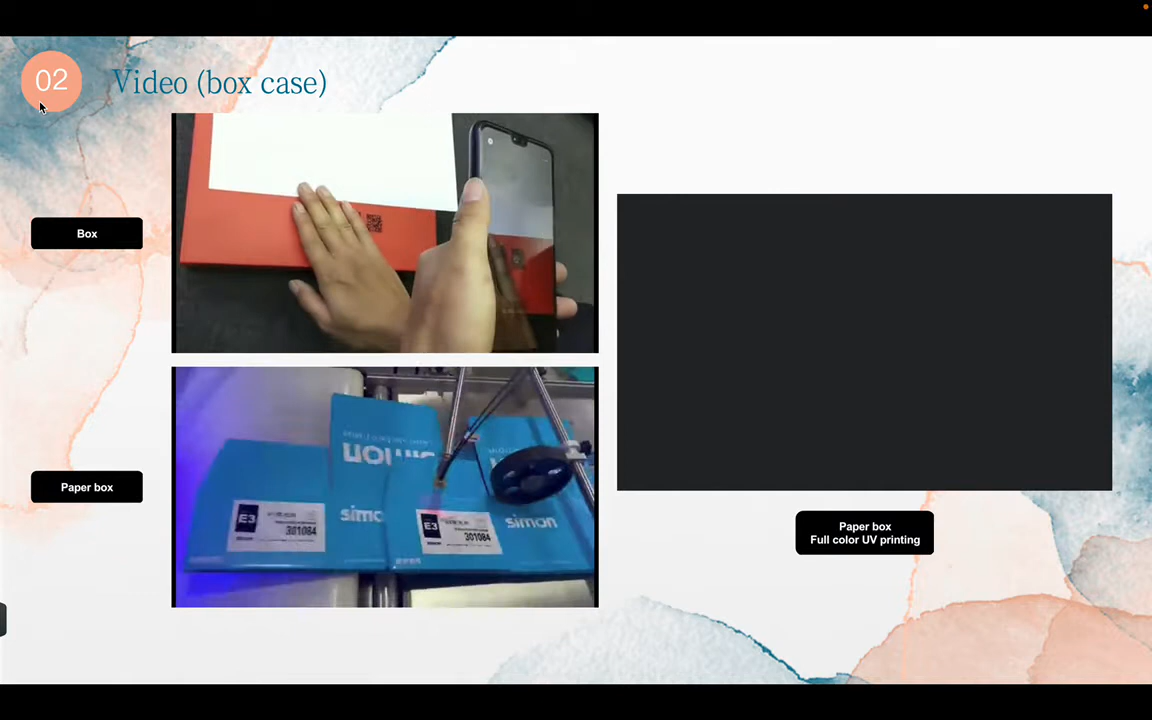 02
Video (box case)
Box
Paper box
simon
E3
301084
E3
301084
simon
Paper box
Full color UV printing